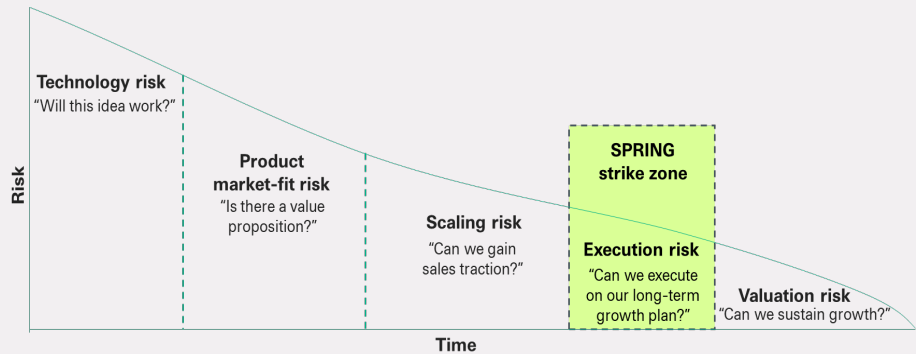 Technology risk
“Will this idea work?”
Product
market-fit risk
“Is there a value
proposition?”
Scaling risk
“Can we gain
sales traction?”
SPRING
strike zone
Execution risk
“Can we execute
on our long-term
growth plan?”
Valuation risk
“Can we sustain growth?”
Risk
Time